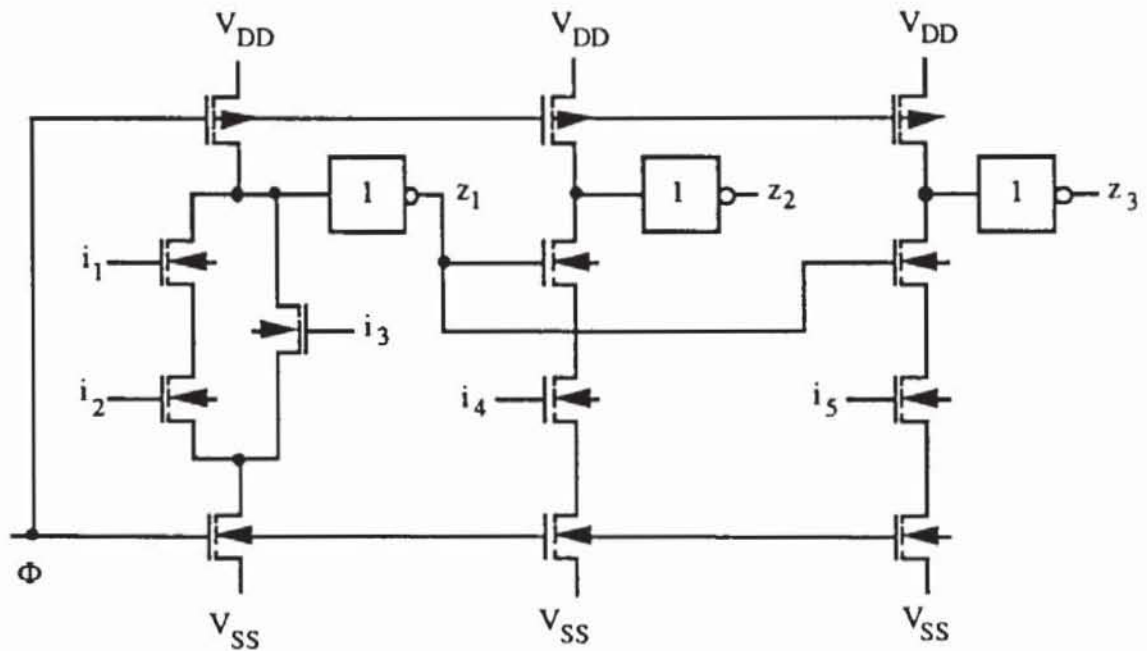 V_DD V_DD V_DD
1 z_1 1 z_2 1 z_3
i_1
i_3
i_2 i_4 i_5
Φ
V_SS V_SS V_SS